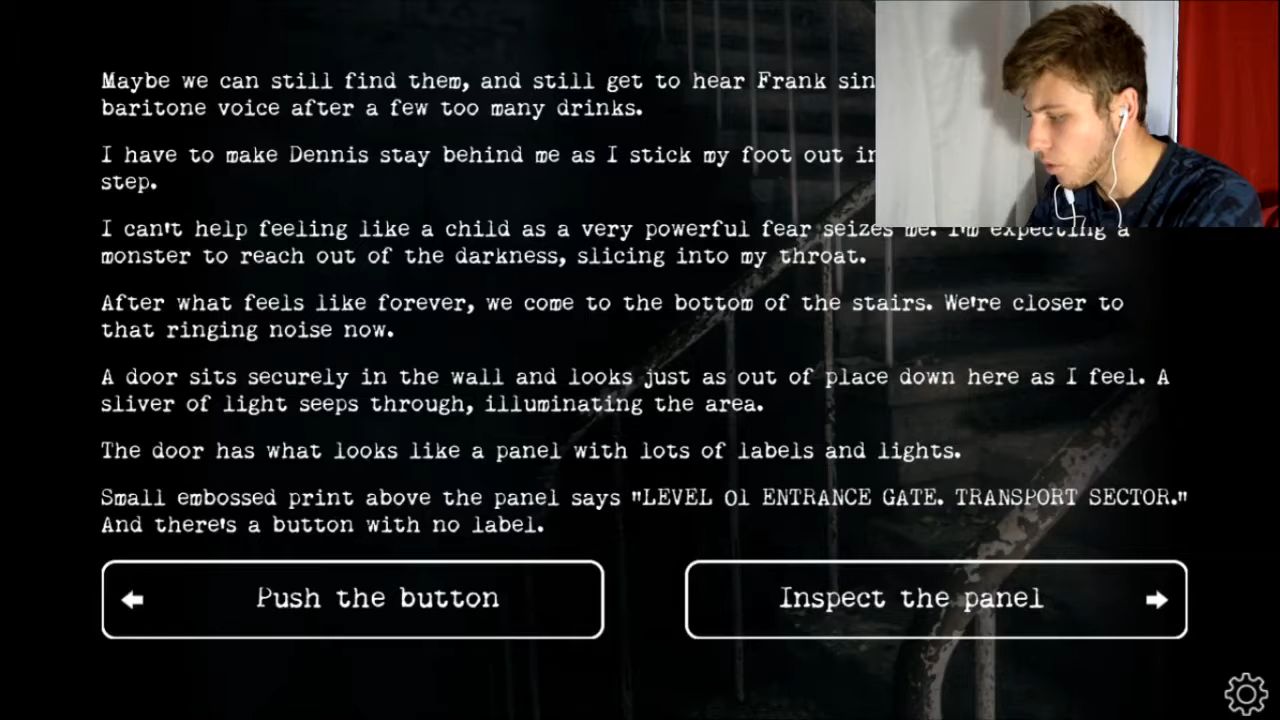 Maybe we can still find them, and still get to hear Frank
baritone voice after a few too many drinks.
I have to make Dennis stay behind me as I stick my foot out
step.
I can't help feeling like a child as a very powerful fear seizes me. I'm expecting a
monster to reach out of the darkness, slicing into my throat.
After what feels like forever, we come to the bottom of the stairs. We're closer to
that ringing noise now.
A door sits securely in the wall and looks just as out of place down here as I feel. A
sliver of light seeps through, illuminating the area.
The door has what looks like a panel with lots of labels and lights.
Small embossed print above the panel says "LEVEL 01 ENTRANCE GATE. TRANSPORT SECTOR."
And there's a button with no label.
Push the button
Inspect the panel